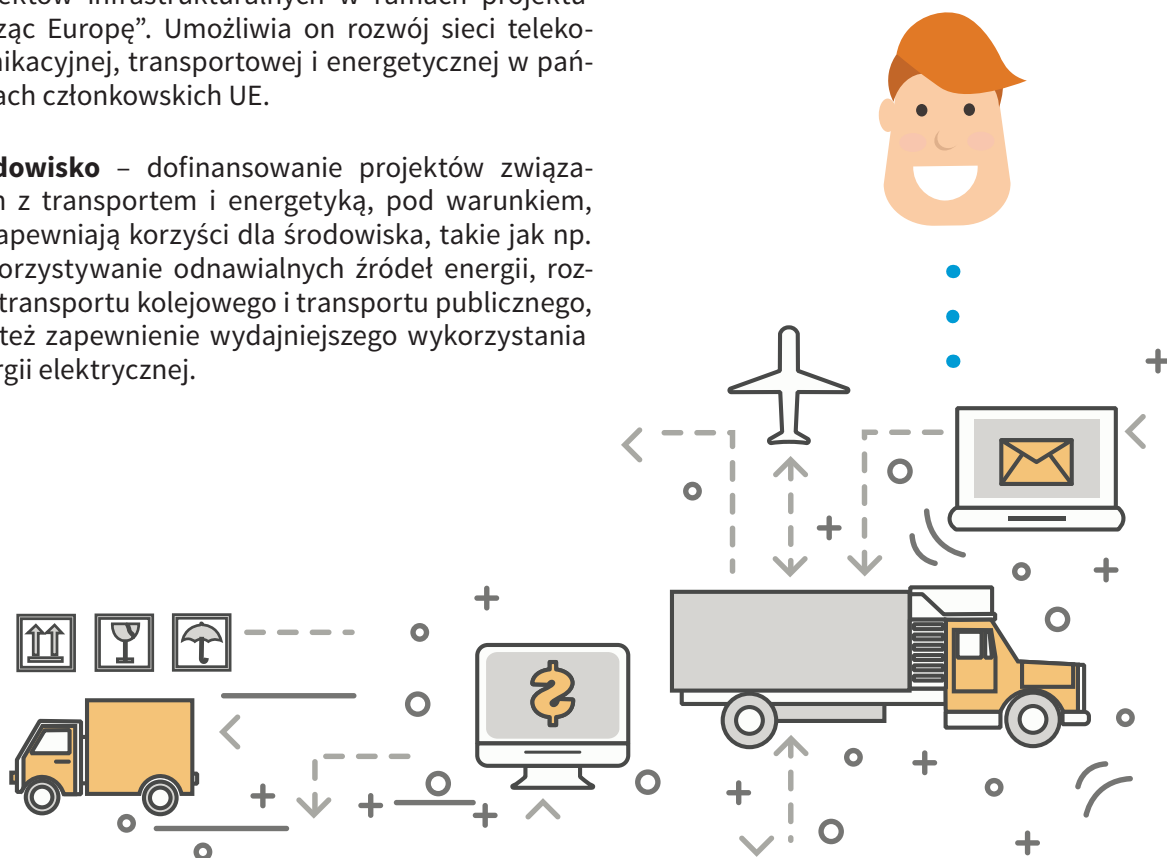 ektów infrastrukturalnych w ramach projektu
ząc Europę”. Umożliwia on rozwój sieci teleko-
nikacyjnej, transportowej i energetycznej w pań-
ach członkowskich UE.
dowisko – dofinansowanie projektów związa-
z transportem i energetyką, pod warunkiem,
apewniają korzyści dla środowiska, takie jak np.
orzystywanie odnawialnych źródeł energii, roz-
transportu kolejowego i transportu publicznego,
też zapewnienie wydajniejszego wykorzystania
rgii elektrycznej.